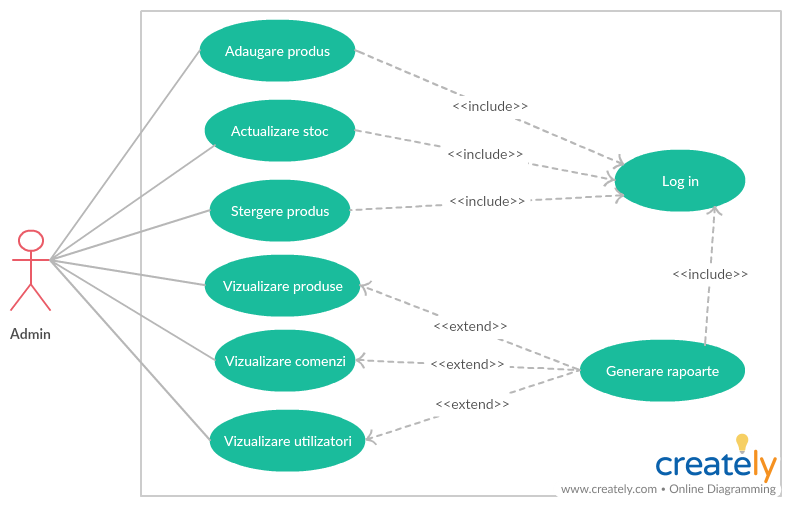 Adaugare produs
<<include>>
Actualizare stoc
<<include>>
Log in
Stergere produs
<<include>>
<<include>>
Vizualizare produse
Admin
<<extend>>
Vizualizare comenzi
<<extend>>
Generare rapoarte
<<extend>>
Vizualizare utilizatori
creately
www.creately.com • Online Diagramming